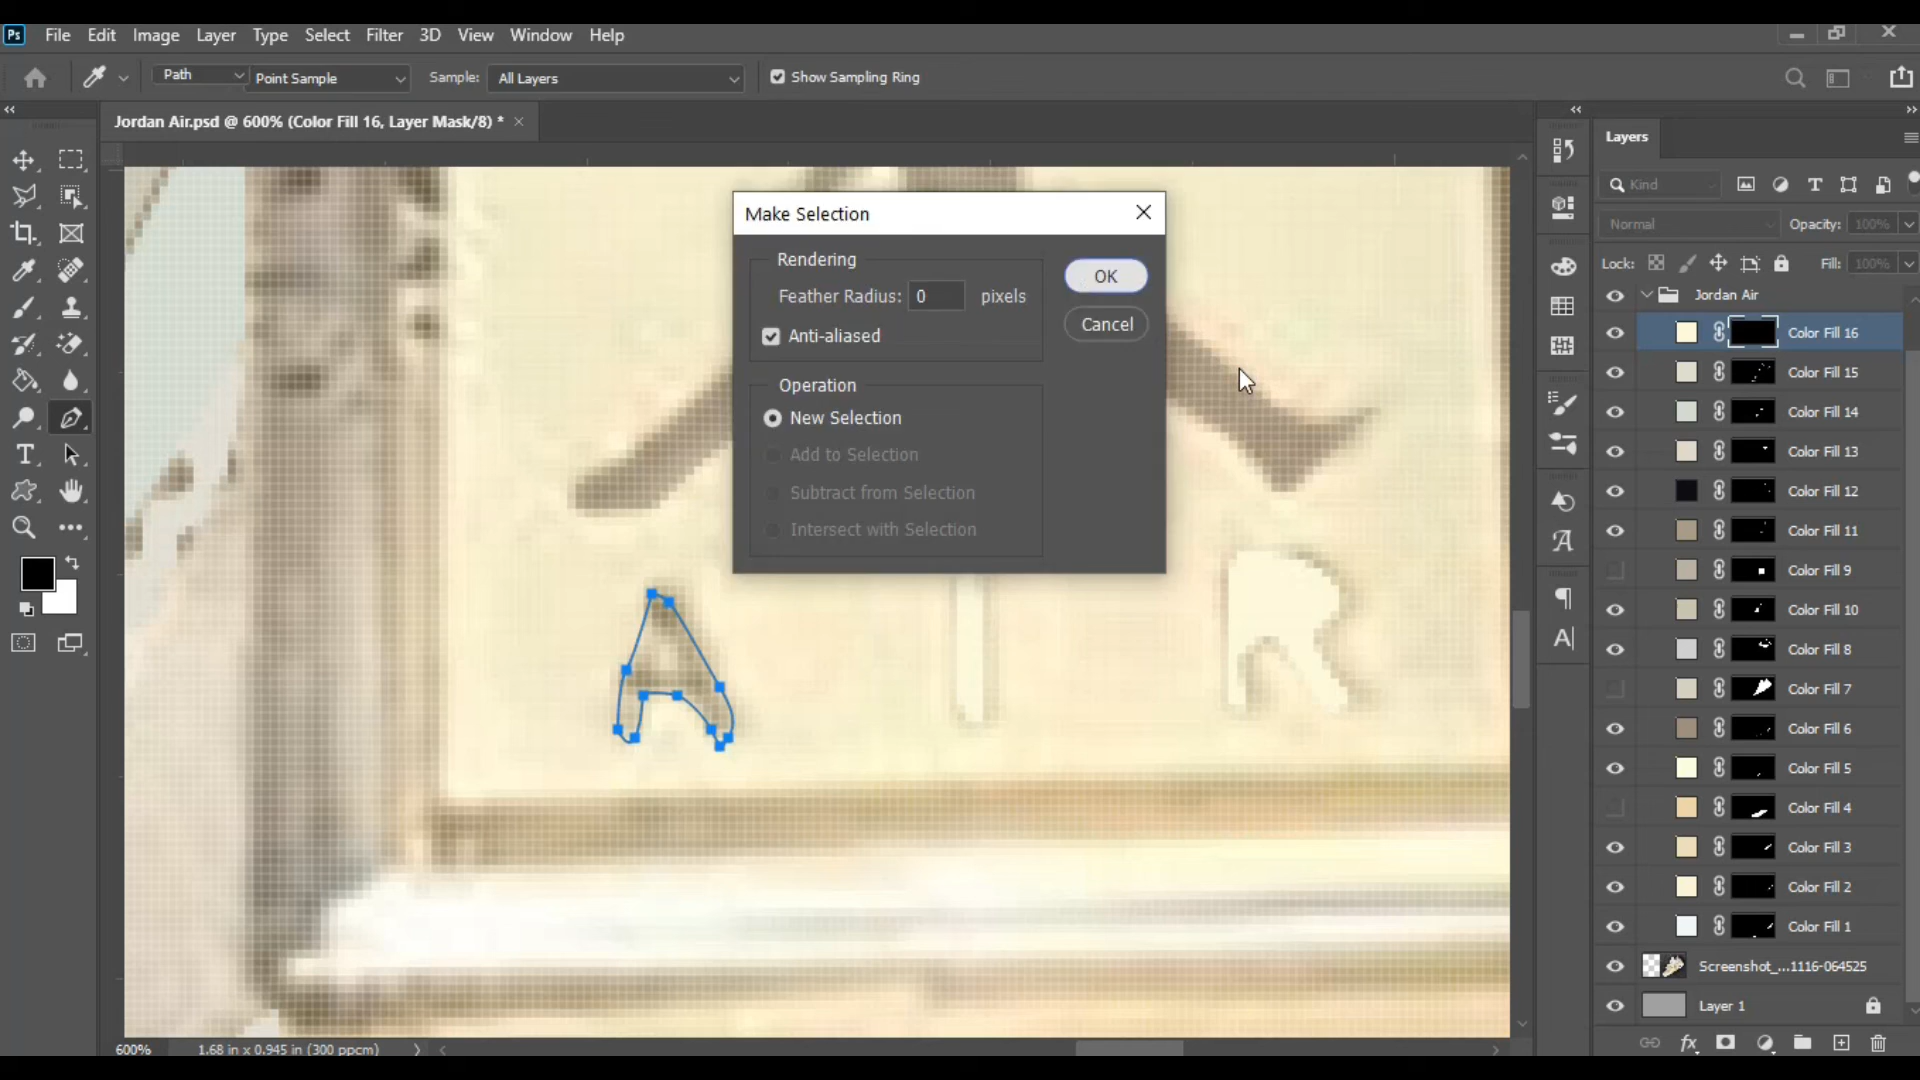 Ps File Edit Image Layer Type Select Filter 3D View Window Help
Path Point Sample Sample: All Layers Show Sampling Ring
Jordan Air.psd @ 600% (Color Fill 16, Layer Mask/8) *
Layers
Kind
Normal Opacity: 100%
Lock: Fill: 100%
Jordan Air
Color Fill 16
Color Fill 15
Color Fill 14
Color Fill 13
Color Fill 12
Color Fill 11
Color Fill 9
Color Fill 10
Color Fill 8
Color Fill 7
Color Fill 6
Color Fill 5
Color Fill 4
Color Fill 3
Color Fill 2
Color Fill 1
Screenshot_...1116-064525
Layer 1
Make Selection
Rendering
Feather Radius: 0 pixels
Anti-aliased
OK
Cancel
Operation
New Selection
Add to Selection
Subtract from Selection
Intersect with Selection
A I R
600% 1.68 in x 0.945 in (300 ppcm)